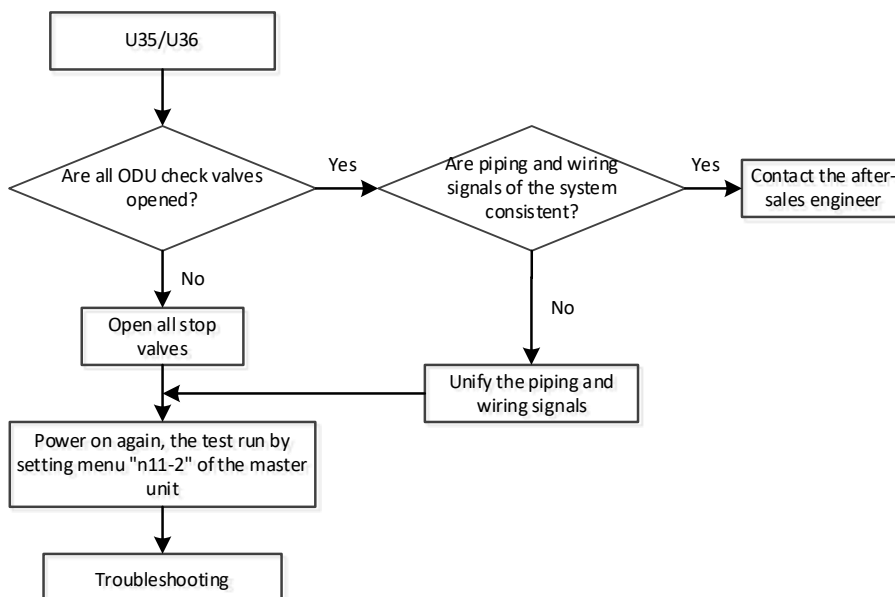 U35/U36
Are all ODU check valves
opened?
Yes
Are piping and wiring
signals of the system
consistent?
Yes
Contact the after-
sales engineer
No
Open all stop
valves
No
Unify the piping and
wiring signals
Power on again, the test run by
setting menu "n11-2" of the master
unit
Troubleshooting